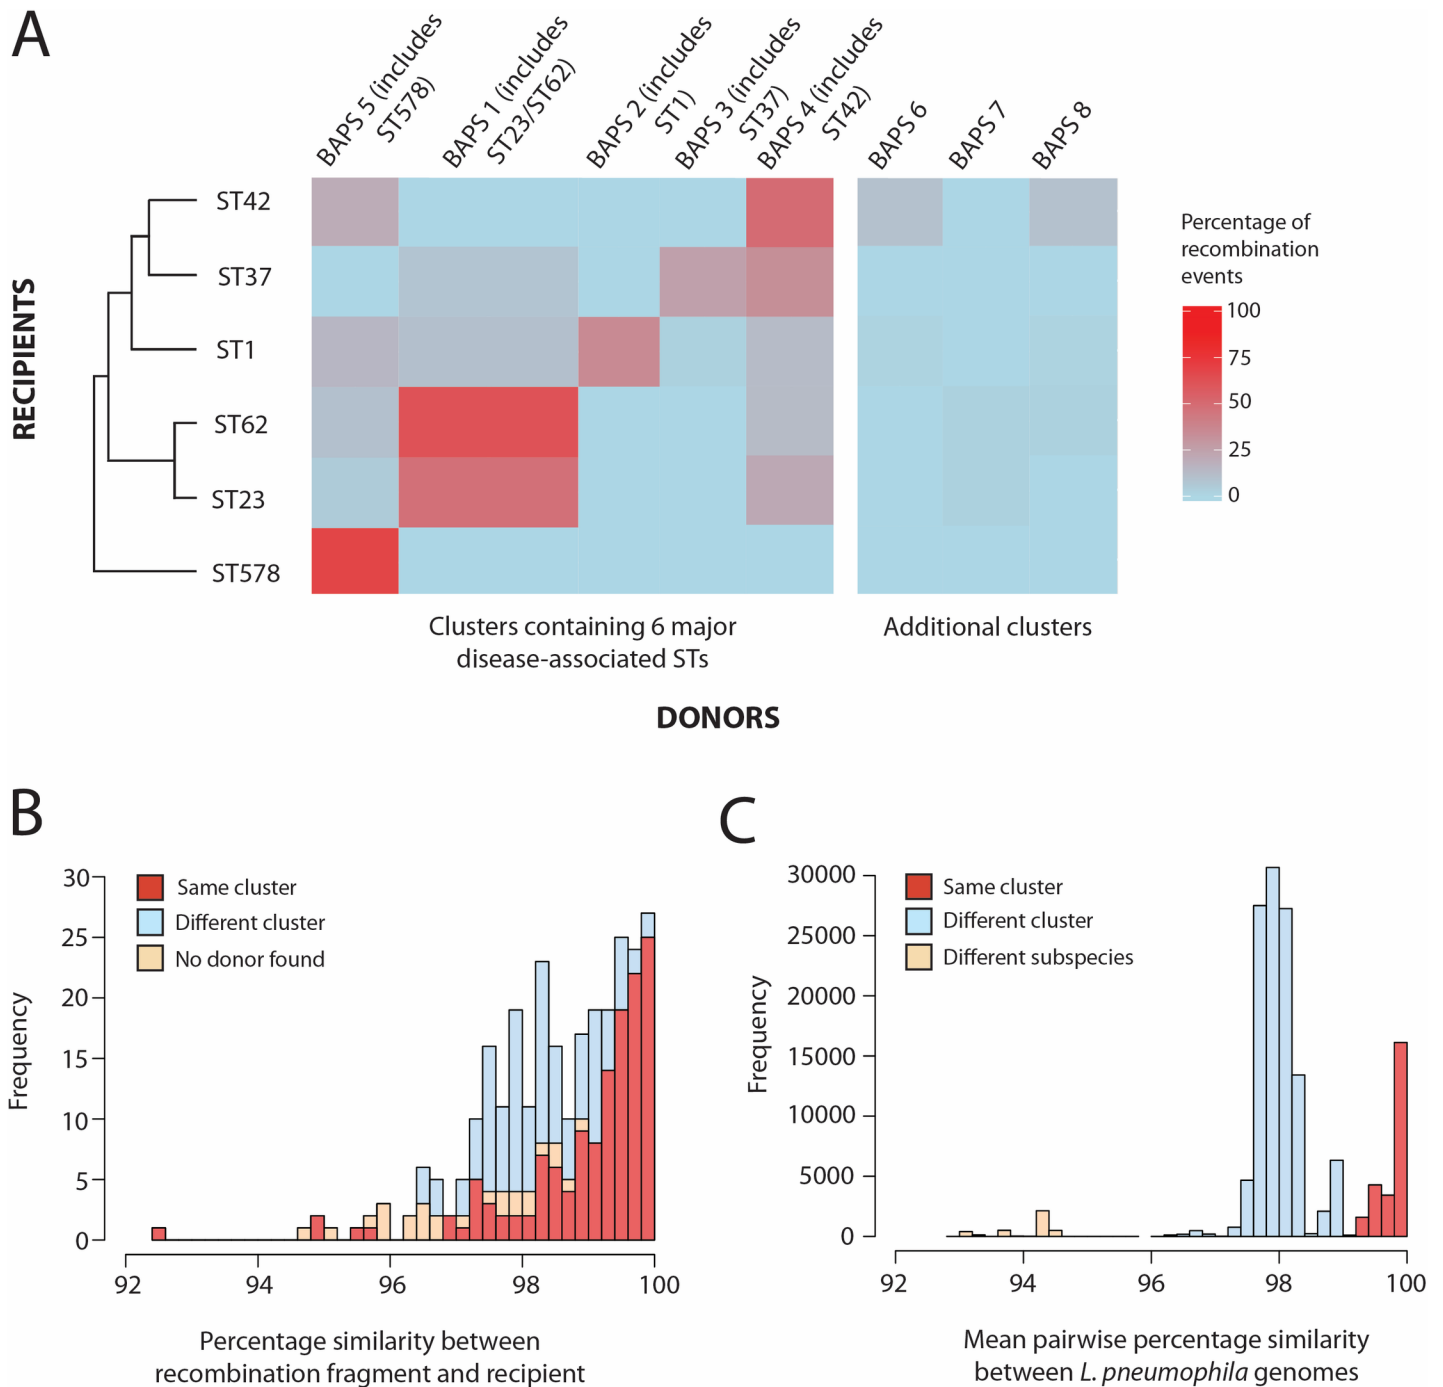 A
BAPS 5 (includes
ST578)
BAPS 1 (includes
ST23/ST62)
BAPS 2 (includes
ST1)
BAPS 3 (includes
ST37)
BAPS 4 (includes
ST42)
BAPS 6
BAPS 7
BAPS 8
RECIPIENTS
ST42
ST37
ST1
ST62
ST23
ST578
Percentage of
recombination
events
100
75
50
25
0
Clusters containing 6 major
disease-associated STs
Additional clusters
DONORS
B
Frequency
30
25
20
15
10
5
0
Same cluster
Different cluster
No donor found
92 94 96 98 100
Percentage similarity between
recombination fragment and recipient
C
Frequency
30000
25000
20000
15000
10000
5000
0
Same cluster
Different cluster
Different subspecies
92 94 96 98 100
Mean pairwise percentage similarity
between L. pneumophila genomes